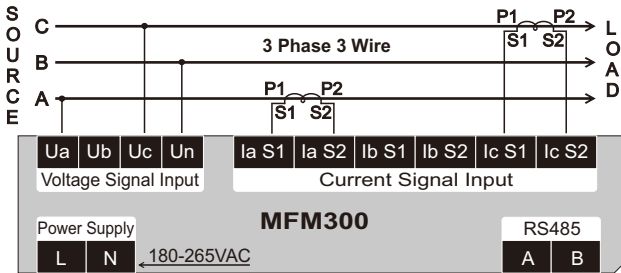 SOURCE
C
B
A
3 Phase 3 Wire
P1 P2
S1 S2
P1 P2
S1 S2
LOAD
Ua Ub Uc Un
Voltage Signal Input
Ia S1 Ia S2 Ib S1 Ib S2 Ic S1 Ic S2
Current Signal Input
MFM300
Power Supply
L N
180-265VAC
RS485
A B